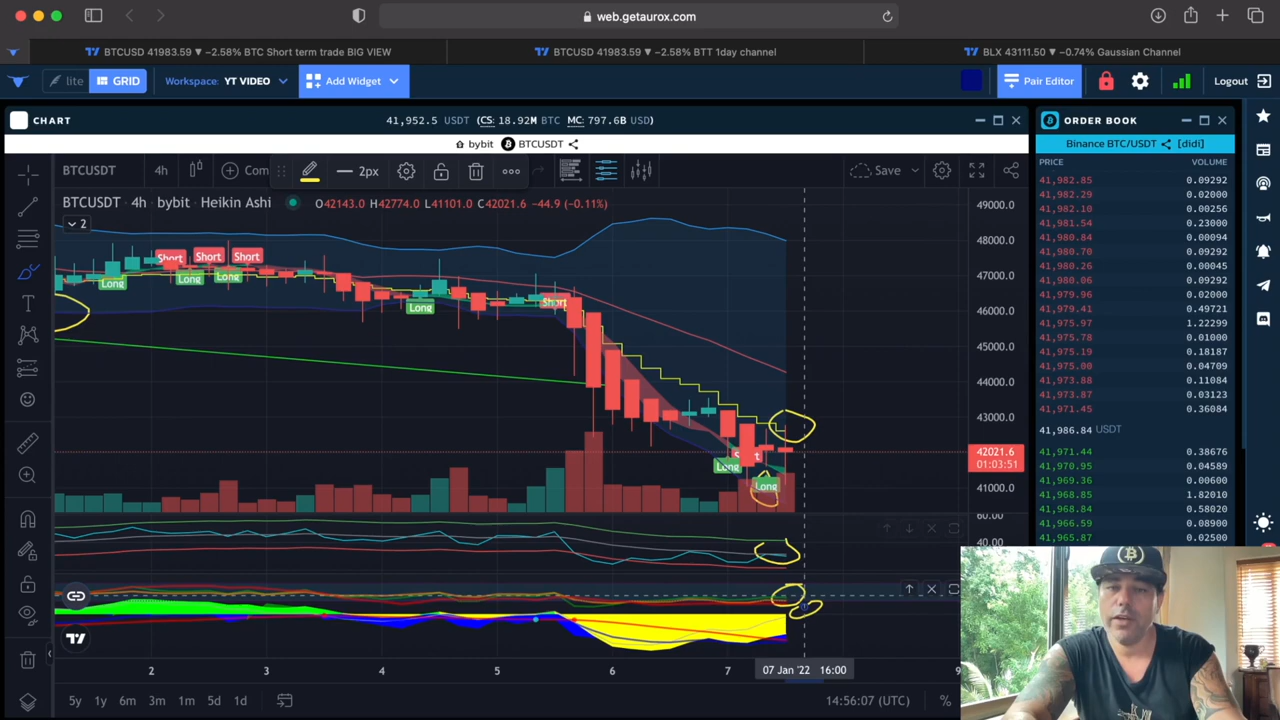 web.getaurox.com
BTCUSD 41983.59 ▼ −2.58% BTC Short term trade BIG VIEW
BTCUSD 41983.59 ▼ −2.58% BTT 1day channel
BLX 43111.50 ▼ −0.74% Gaussian Channel
lite GRID Workspace: YT VIDEO Add Widget Pair Editor Logout
CHART 41,952.5 USDT (CS: 18.92M BTC MC: 797.6B USD)
bybit BTCUSDT
BTCUSDT 4h Com 2px Save
BTCUSDT · 4h · bybit · Heikin Ashi O42143.0 H42774.0 L41101.0 C42021.6 −44.9 (−0.11%)
2
Short Short Short
Long Long Long
Long Short
Long
Long
49000.0
48000.0
47000.0
46000.0
45000.0
44000.0
43000.0
42021.6
01:03:51
41000.0
60.00
40.00
2 3 4 5 6 7 07 Jan '22 16:00 9
5y 1y 6m 3m 1m 5d 1d 14:56:07 (UTC) %
ORDER BOOK
Binance BTC/USDT [didi]
PRICE VOLUME
41,982.85 0.09292
41,982.29 0.02000
41,982.10 0.00256
41,981.54 0.23000
41,980.84 0.00094
41,980.70 0.09292
41,980.26 0.00045
41,980.06 0.09292
41,979.96 0.02000
41,979.41 0.49721
41,975.97 1.22299
41,975.78 0.01000
41,975.19 0.18187
41,975.00 0.04709
41,973.88 0.11084
41,973.87 0.03123
41,971.45 0.36084
41,986.84 USDT
41,971.44 0.38676
41,970.95 0.04589
41,969.36 0.00600
41,968.85 1.82010
41,968.84 0.58020
41,966.59 0.08900
41,965.87 0.09537